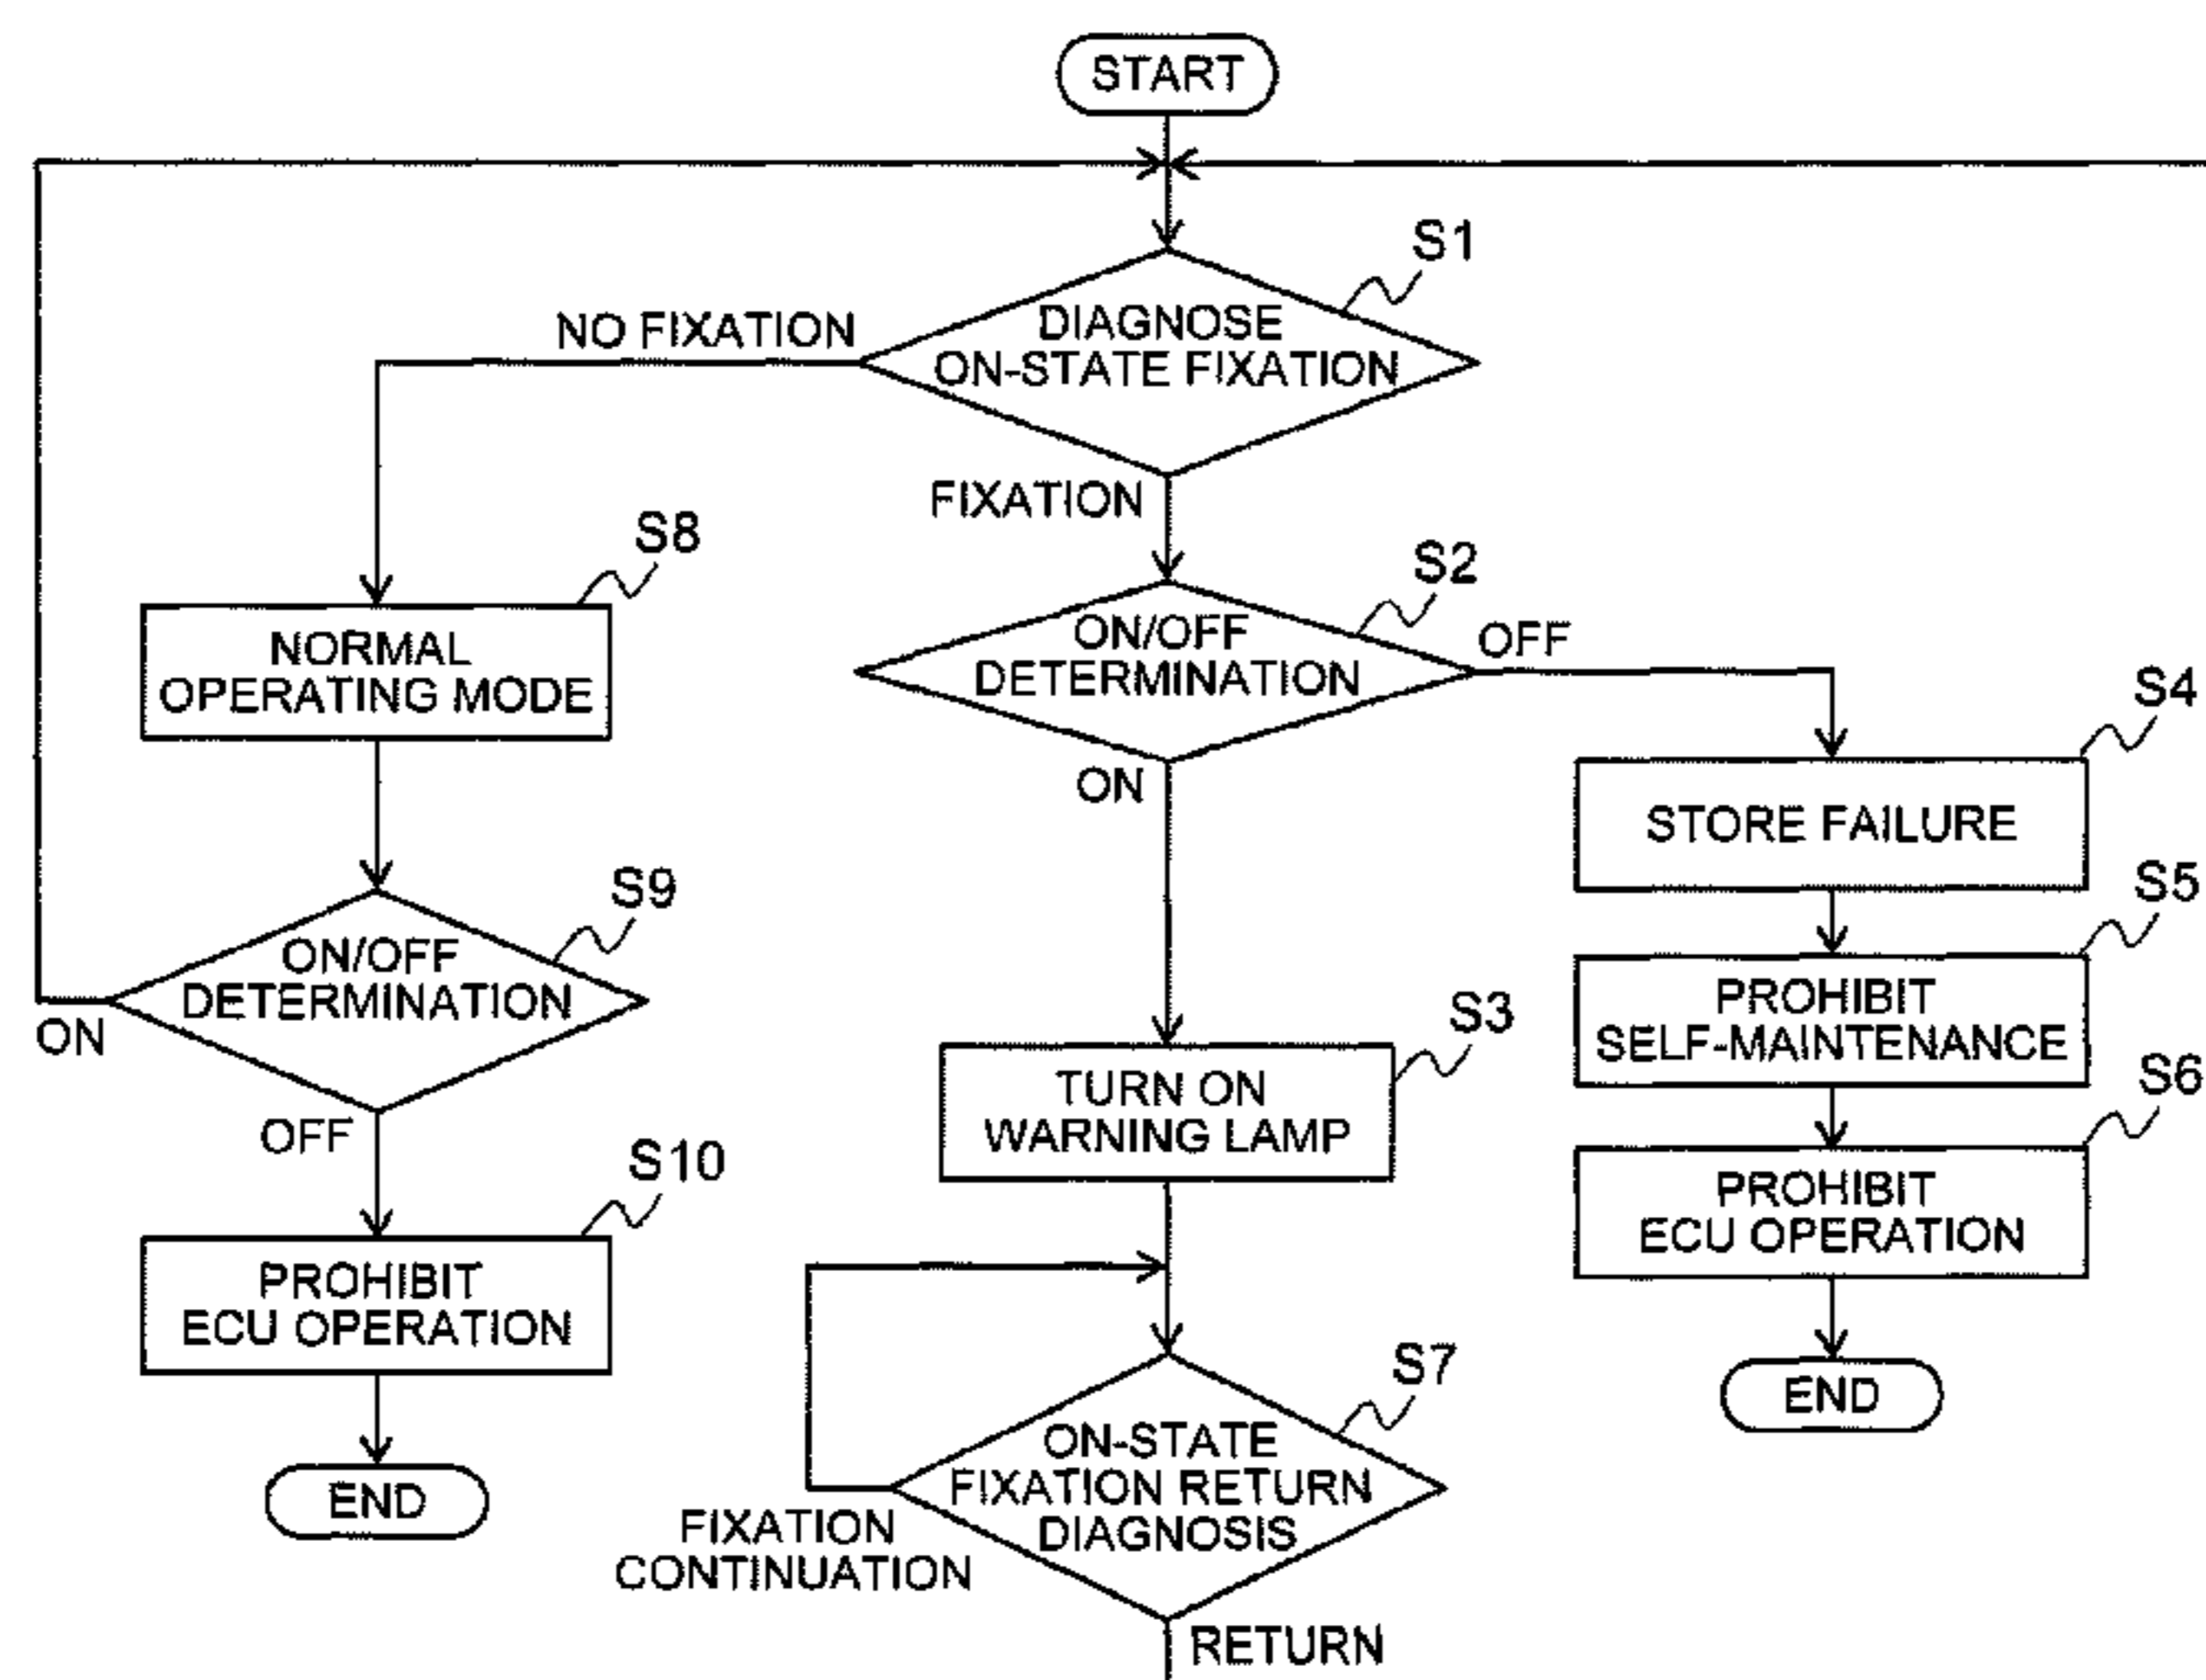 START
S1
DIAGNOSE
ON-STATE FIXATION
NO FIXATION
FIXATION
S8
NORMAL
OPERATING MODE
S2
ON/OFF
DETERMINATION
OFF
ON
S4
STORE FAILURE
S9
ON/OFF
DETERMINATION
ON
OFF
S5
PROHIBIT
SELF-MAINTENANCE
S3
TURN ON
WARNING LAMP
S6
PROHIBIT
ECU OPERATION
END
S10
PROHIBIT
ECU OPERATION
END
S7
ON-STATE
FIXATION RETURN
DIAGNOSIS
FIXATION
CONTINUATION
RETURN